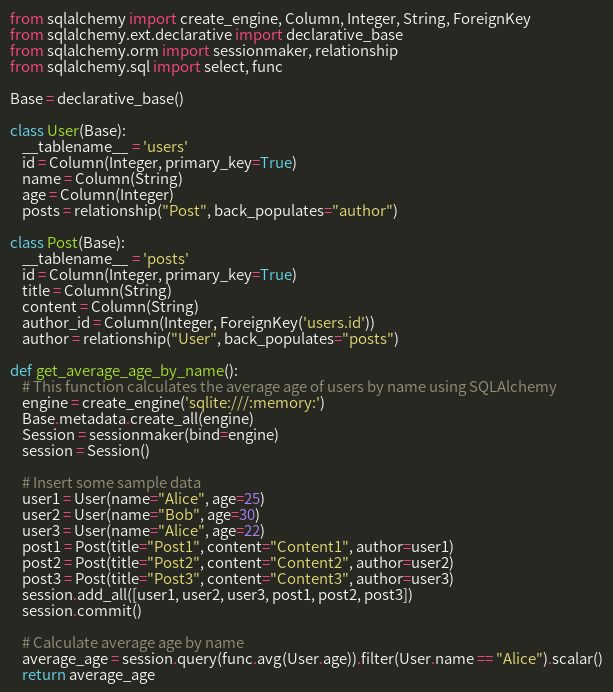 from sqlalchemy import create_engine, Column, Integer, String, ForeignKey
from sqlalchemy.ext.declarative import declarative_base
from sqlalchemy.orm import sessionmaker, relationship
from sqlalchemy.sql import select, func

Base = declarative_base()

class User(Base):
    __tablename__ = 'users'
    id = Column(Integer, primary_key=True)
    name = Column(String)
    age = Column(Integer)
    posts = relationship("Post", back_populates="author")

class Post(Base):
    __tablename__ = 'posts'
    id = Column(Integer, primary_key=True)
    title = Column(String)
    content = Column(String)
    author_id = Column(Integer, ForeignKey('users.id'))
    author = relationship("User", back_populates="posts")

def get_average_age_by_name():
    # This function calculates the average age of users by name using SQLAlchemy
    engine = create_engine('sqlite:///:memory:')
    Base.metadata.create_all(engine)
    Session = sessionmaker(bind=engine)
    session = Session()

    # Insert some sample data
    user1 = User(name="Alice", age=25)
    user2 = User(name="Bob", age=30)
    user3 = User(name="Alice", age=22)
    post1 = Post(title="Post1", content="Content1", author=user1)
    post2 = Post(title="Post2", content="Content2", author=user2)
    post3 = Post(title="Post3", content="Content3", author=user3)
    session.add_all([user1, user2, user3, post1, post2, post3])
    session.commit()

    # Calculate average age by name
    average_age = session.query(func.avg(User.age)).filter(User.name == "Alice").scalar()
    return average_age